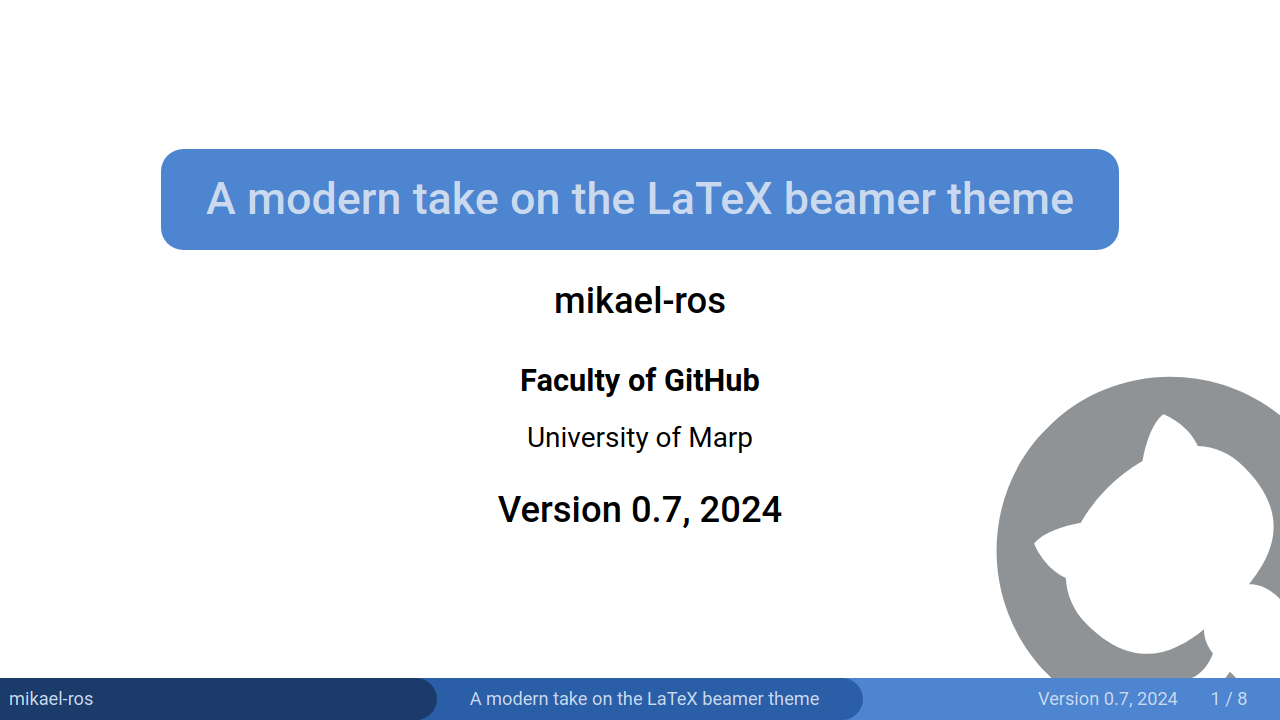 A modern take on the LaTeX beamer theme
mikael-ros
Faculty of GitHub
University of Marp
Version 0.7, 2024
mikael-ros
A modern take on the LaTeX beamer theme
Version 0.7, 2024
1 / 8